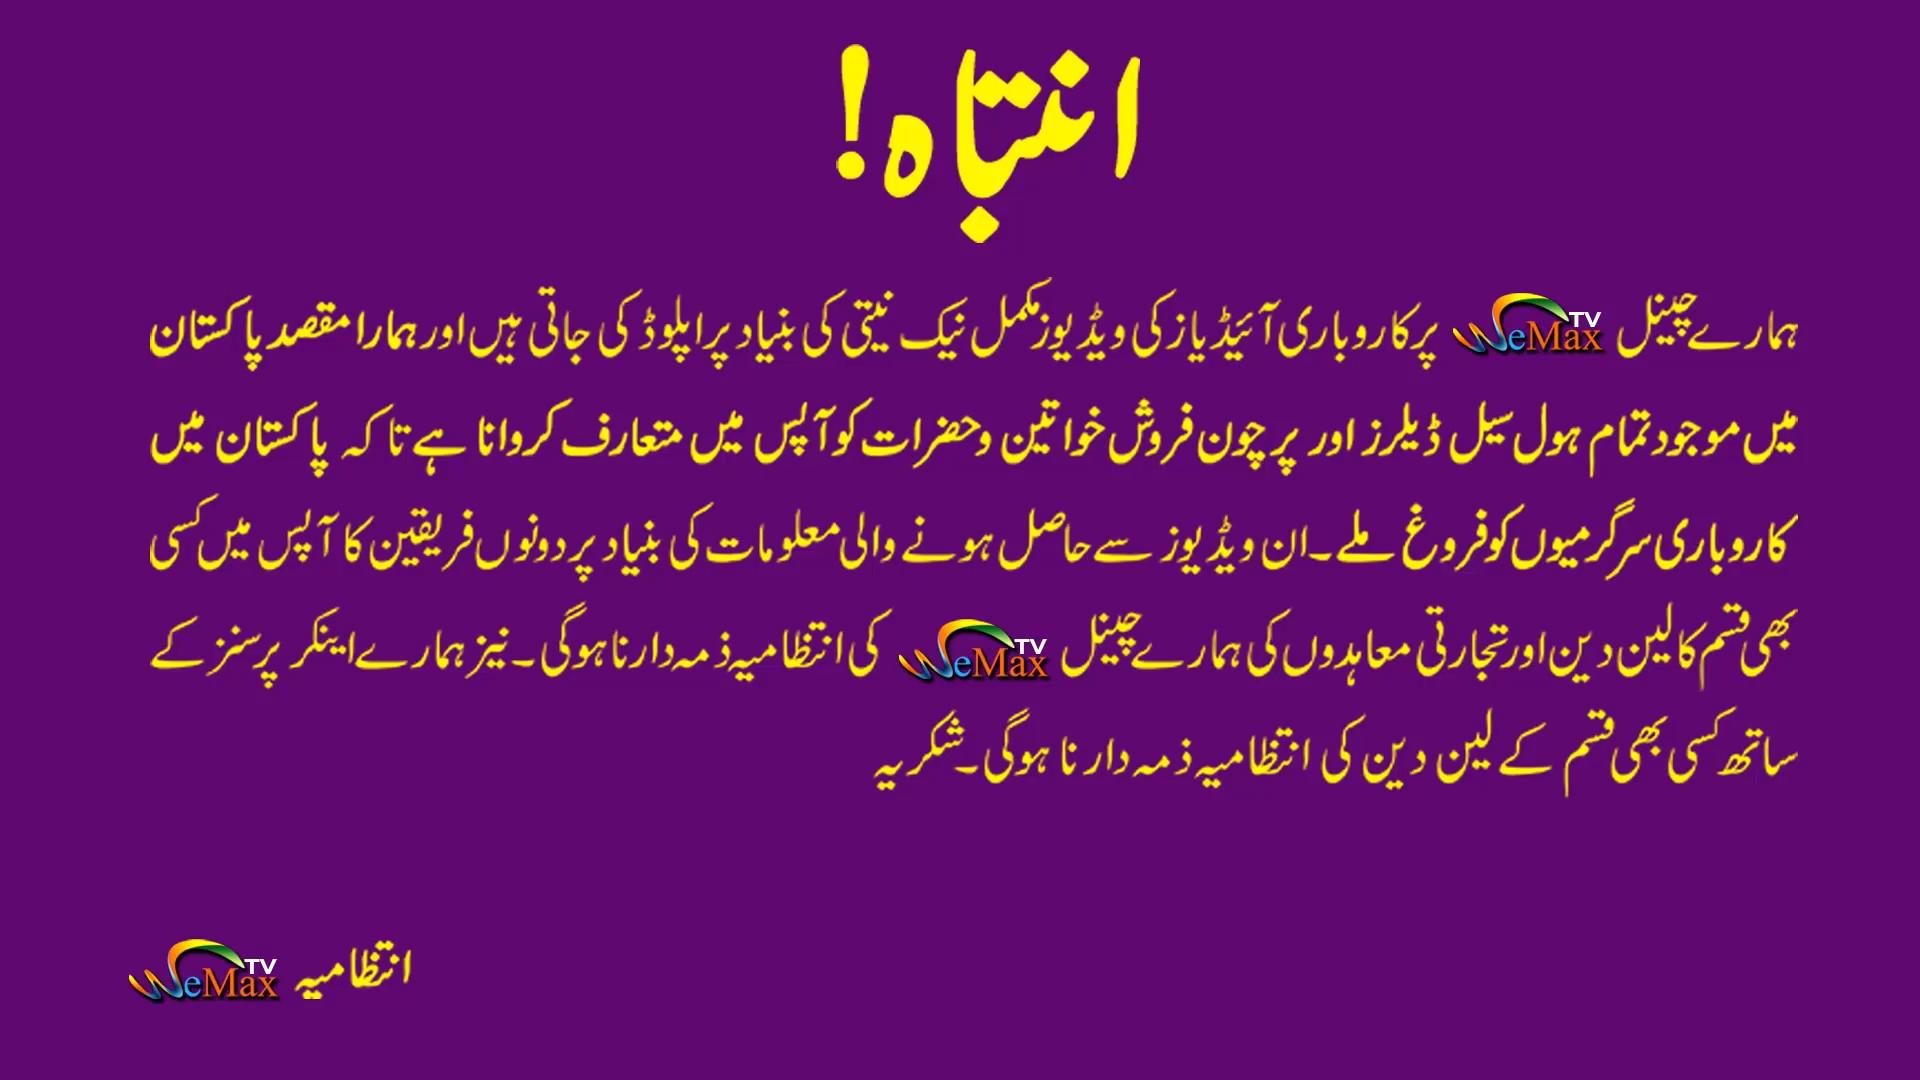 انتباہ!
ہمارے چینل WeMax TV پر کاروباری آئیڈیاز کی ویڈیوز مکمل نیک نیتی کی بنیاد پر اپلوڈ کی جاتی ہیں اور ہمارا مقصد پاکستان
میں موجود تمام ہول سیل ڈیلرز اور پرچون فروش خواتین و حضرات کو آپس میں متعارف کروانا ہے تا کہ پاکستان میں
کاروباری سرگرمیوں کو فروغ ملے۔ ان ویڈیوز سے حاصل ہونے والی معلومات کی بنیاد پر دونوں فریقین کا آپس میں کسی
بھی قسم کا لین دین اور تجارتی معاہدوں کی ہمارے چینل WeMax TV کی انتظامیہ ذمہ دار نا ہوگی۔ نیز ہمارے اینکر پرسنز کے
ساتھ کسی بھی قسم کے لین دین کی انتظامیہ ذمہ دار نا ہوگی۔ شکریہ
انتظامیہ WeMax TV